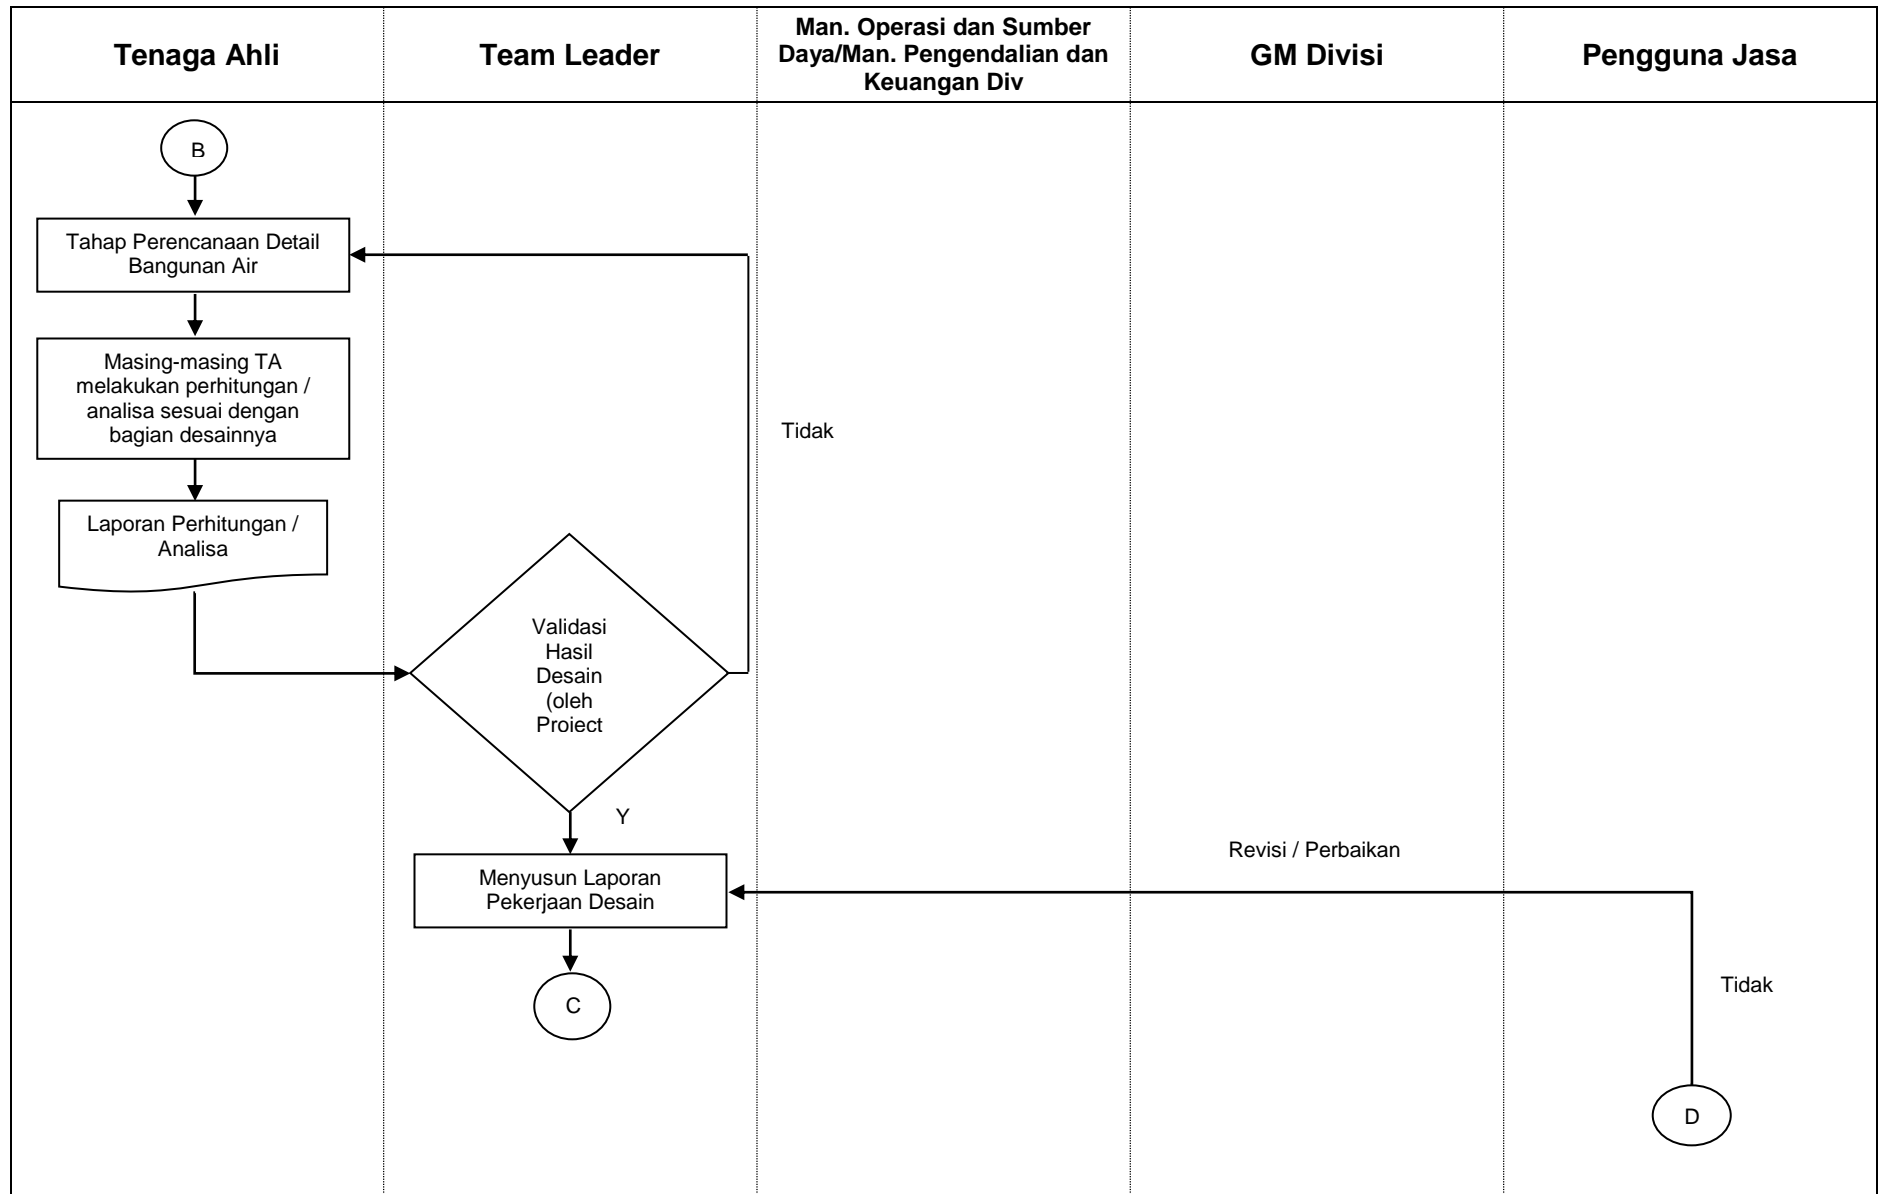 Tenaga Ahli
Team Leader
Man. Operasi dan Sumber
Daya/Man. Pengendalian dan
Keuangan Div
GM Divisi
Pengguna Jasa
B
Tahap Perencanaan Detail
Bangunan Air
Masing-masing TA
melakukan perhitungan /
analisa sesuai dengan
bagian desainnya
Tidak
Laporan Perhitungan /
Analisa
Validasi
Hasil
Desain
(oleh
Project
Y
Revisi / Perbaikan
Menyusun Laporan
Pekerjaan Desain
Tidak
C
D